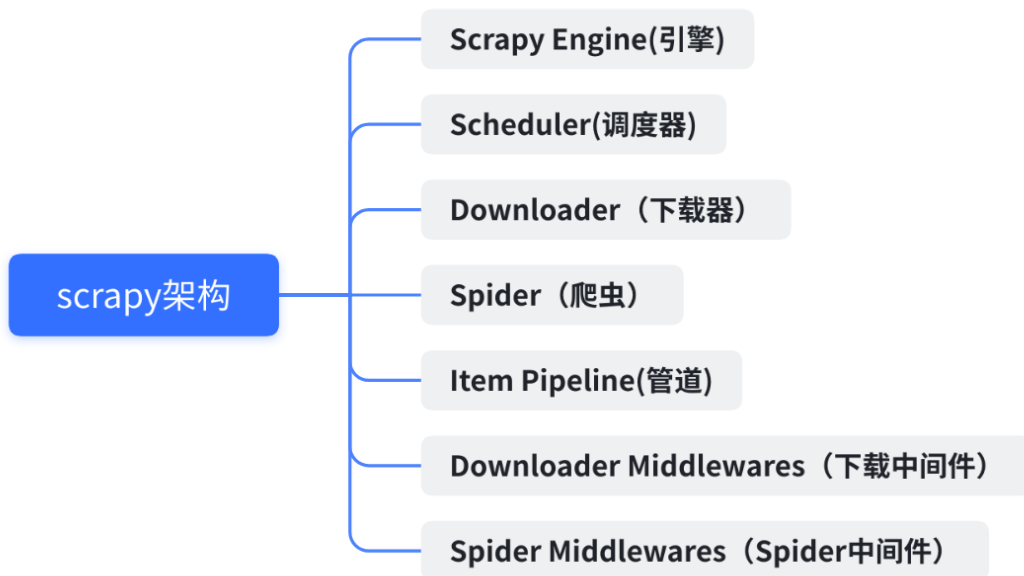 Scrapy Engine(引擎)
Scheduler(调度器)
Downloader（下载器）
scrapy架构
Spider（爬虫）
Item Pipeline(管道)
Downloader Middlewares（下载中间件）
Spider Middlewares（Spider中间件）